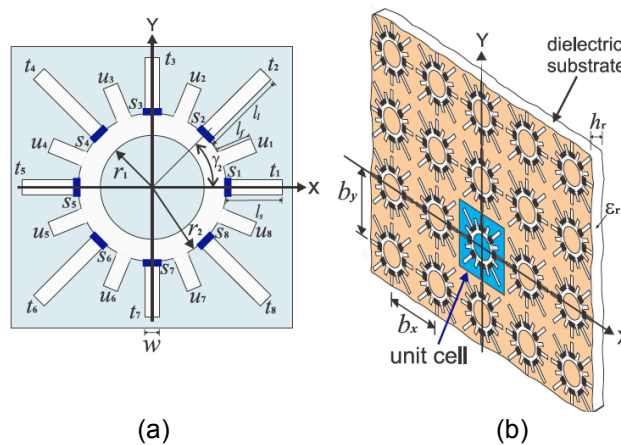 Y
t3
t4
t2
u3
u2
s3
ll
s4
s2
lf
u4
u1
γ2
t5
r1
s1
t1
X
s5
ls
u5
r2
u8
s6
s8
s7
t6
u6
u7
t8
t7
w
(a)
Y
dielectric
substrate
hr
εr
by
bx
X
unit cell
(b)